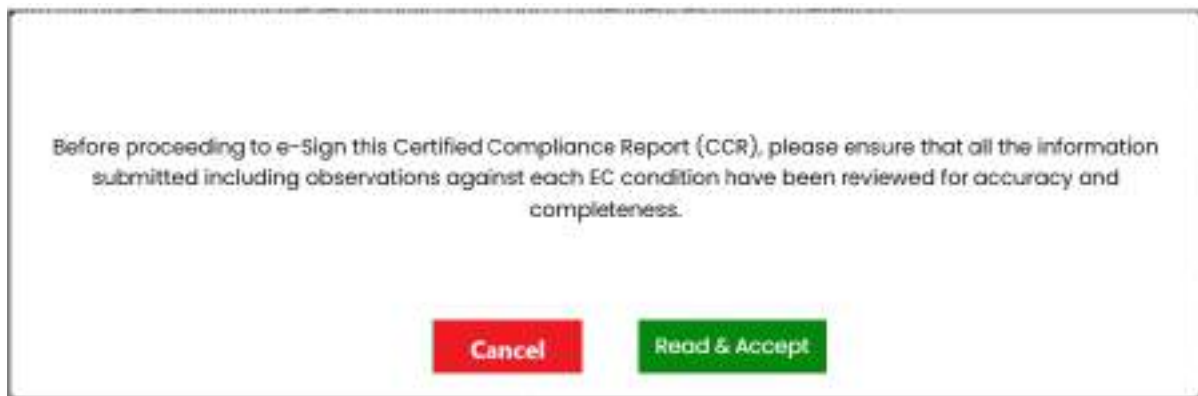 Before proceeding to e-Sign this Certified Compliance Report (CCR), please ensure that all the information
submitted including observations against each EC condition have been reviewed for accuracy and
completeness.
Cancel
Read & Accept